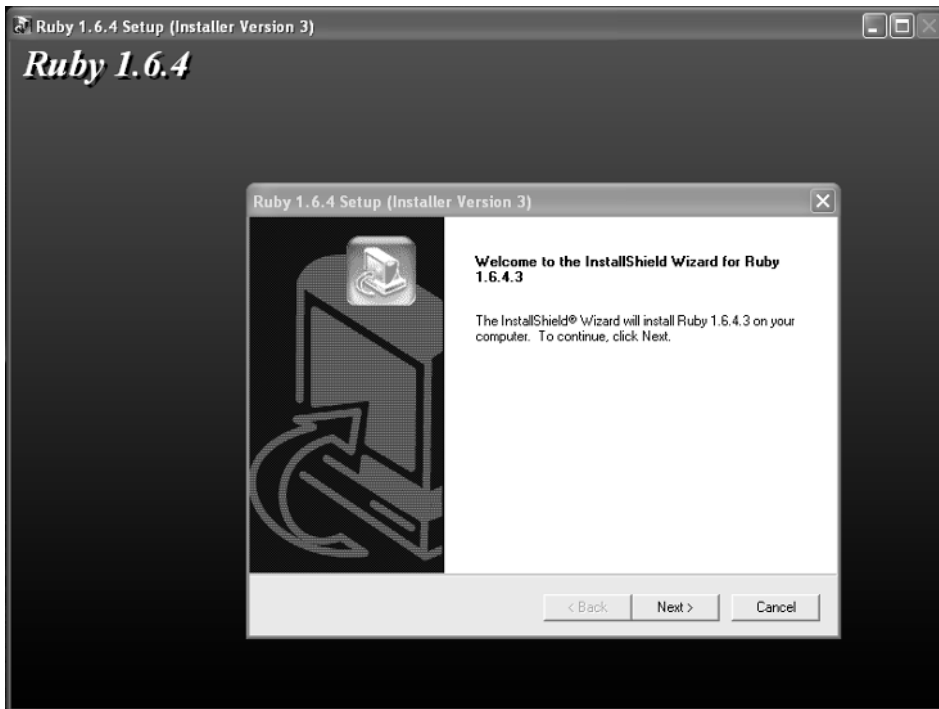 Ruby 1.6.4 Setup (Installer Version 3)
Ruby 1.6.4
Ruby 1.6.4 Setup (Installer Version 3)
Welcome to the InstallShield Wizard for Ruby
1.6.4.3
The InstallShield® Wizard will install Ruby 1.6.4.3 on your
computer. To continue, click Next.
< Back
Next >
Cancel